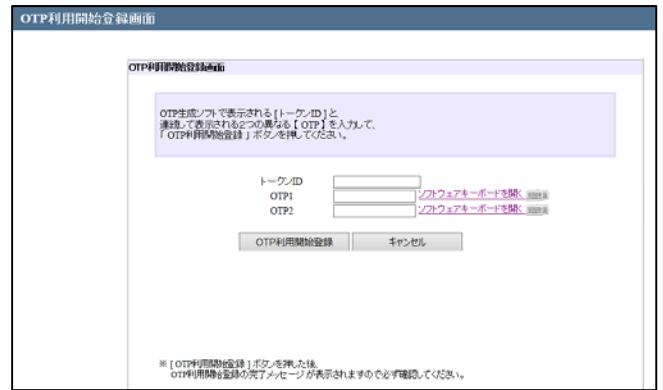 OTP利用開始登録画面
OTP利用開始登録画面
OTP生成ソフトで表示される[トークンID]と
連続して表示される2つの異なる【OTP】を入力して、
「OTP利用開始登録」ボタンを押してください。
トークンID
OTP1 ソフトウェアキーボードを開く
OTP2 ソフトウェアキーボードを開く
OTP利用開始登録 キャンセル
※[OTP利用開始登録]ボタンを押した後、
OTP利用開始登録の完了メッセージが表示されますので必ず確認してください。